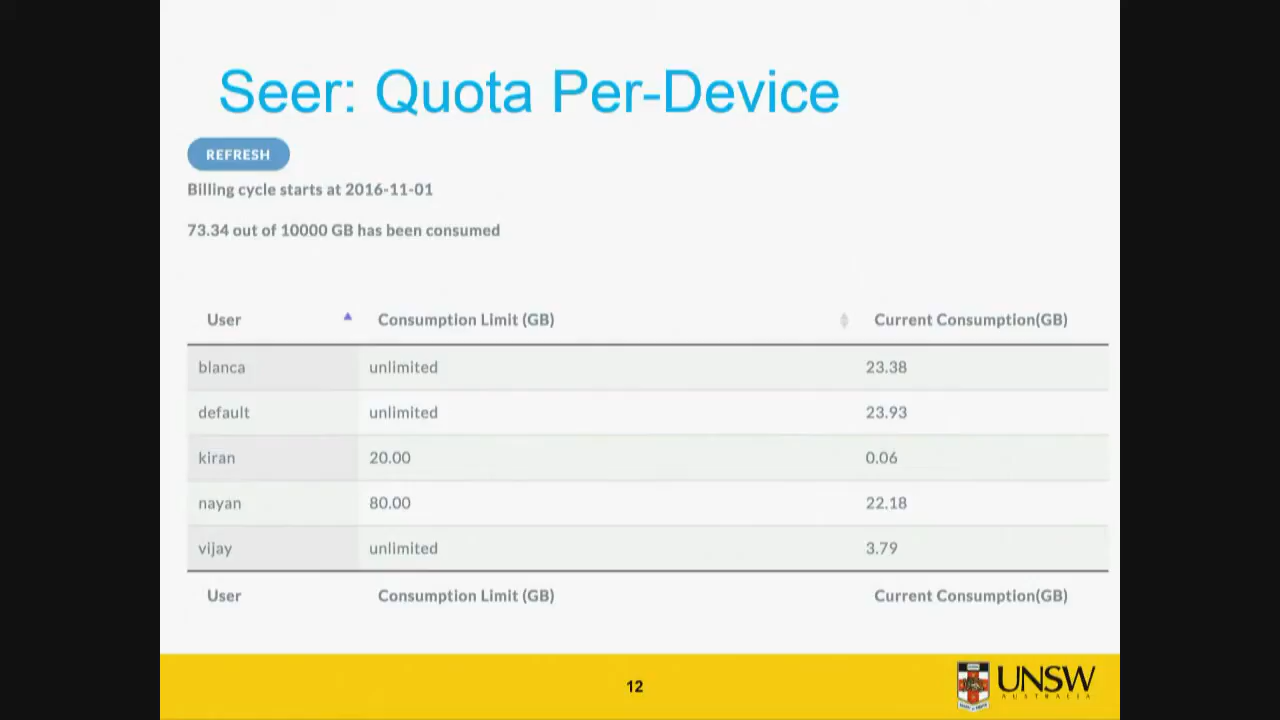 Seer: Quota Per-Device
REFRESH
Billing cycle starts at 2016-11-01
73.34 out of 10000 GB has been consumed
User Consumption Limit (GB) Current Consumption(GB)
blanca unlimited 23.38
default unlimited 23.93
kiran 20.00 0.06
nayan 80.00 22.18
vijay unlimited 3.79
User Consumption Limit (GB) Current Consumption(GB)
12
UNSW
AUSTRALIA